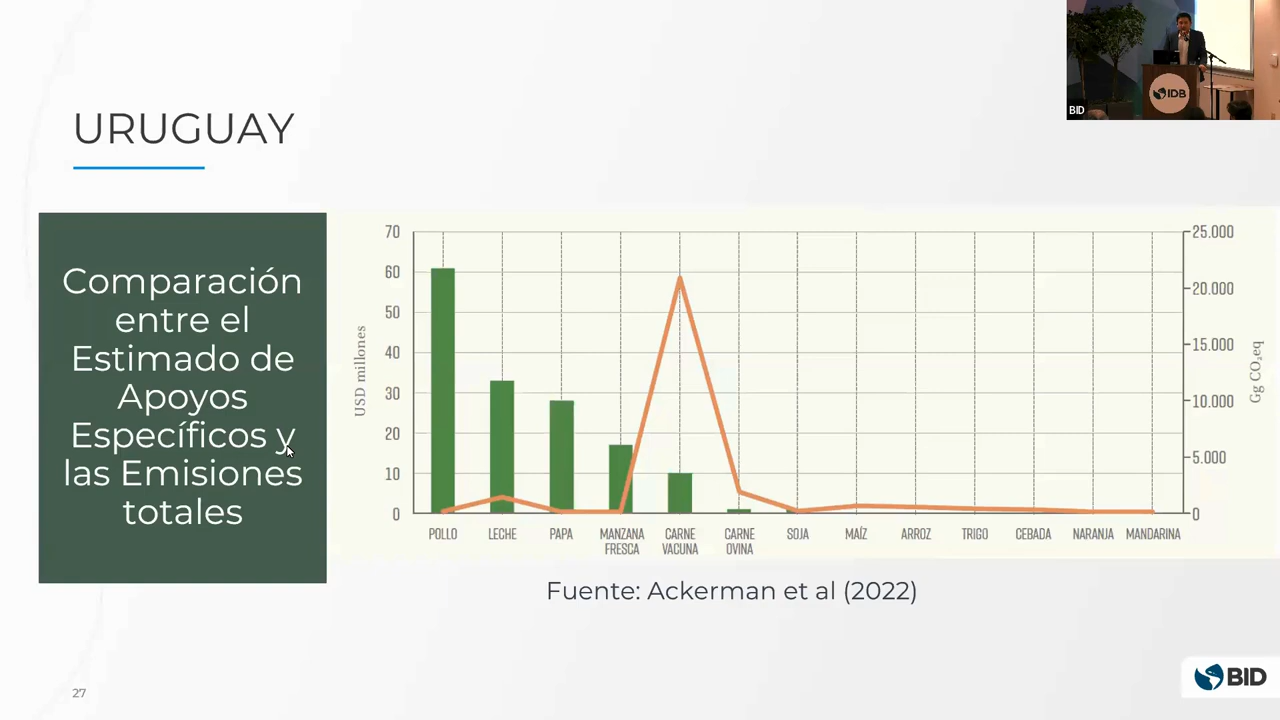 BID
IDB
URUGUAY
Comparación
entre el
Estimado de
Apoyos
Específicos y
las Emisiones
totales
70
60
50
40
30
20
10
0
USD millones
25.000
20.000
15.000
10.000
5.000
0
Gg CO₂eq
POLLO
LECHE
PAPA
MANZANA
FRESCA
CARNE
VACUNA
CARNE
OVINA
SOJA
MAÍZ
ARROZ
TRIGO
CEBADA
NARANJA
MANDARINA
Fuente: Ackerman et al (2022)
27
BID